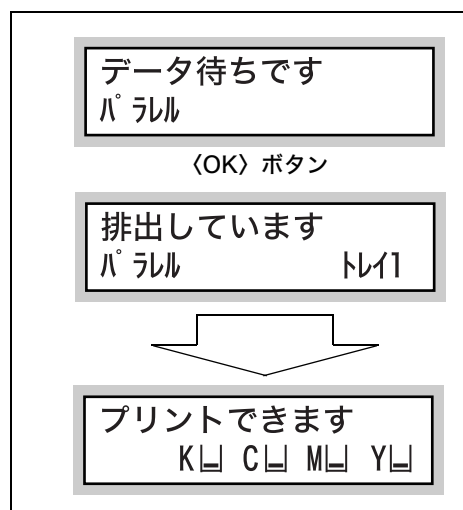 データ待ちです
ﾊﾟﾗﾚﾙ
〈OK〉ボタン
排出しています
ﾊﾟﾗﾚﾙ ﾄﾚｲ1
プリントできます
K C M Y